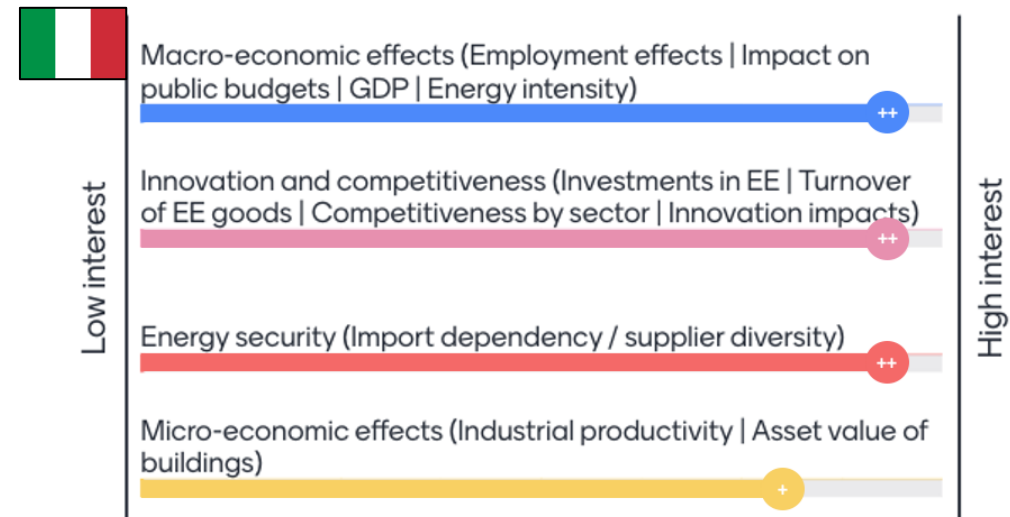 Macro-economic effects (Employment effects | Impact on
public budgets | GDP | Energy intensity)
++
Innovation and competitiveness (Investments in EE | Turnover
of EE goods | Competitiveness by sector | Innovation impacts)
++
Low interest
High interest
Energy security (Import dependency / supplier diversity)
++
Micro-economic effects (Industrial productivity | Asset value of
buildings)
+